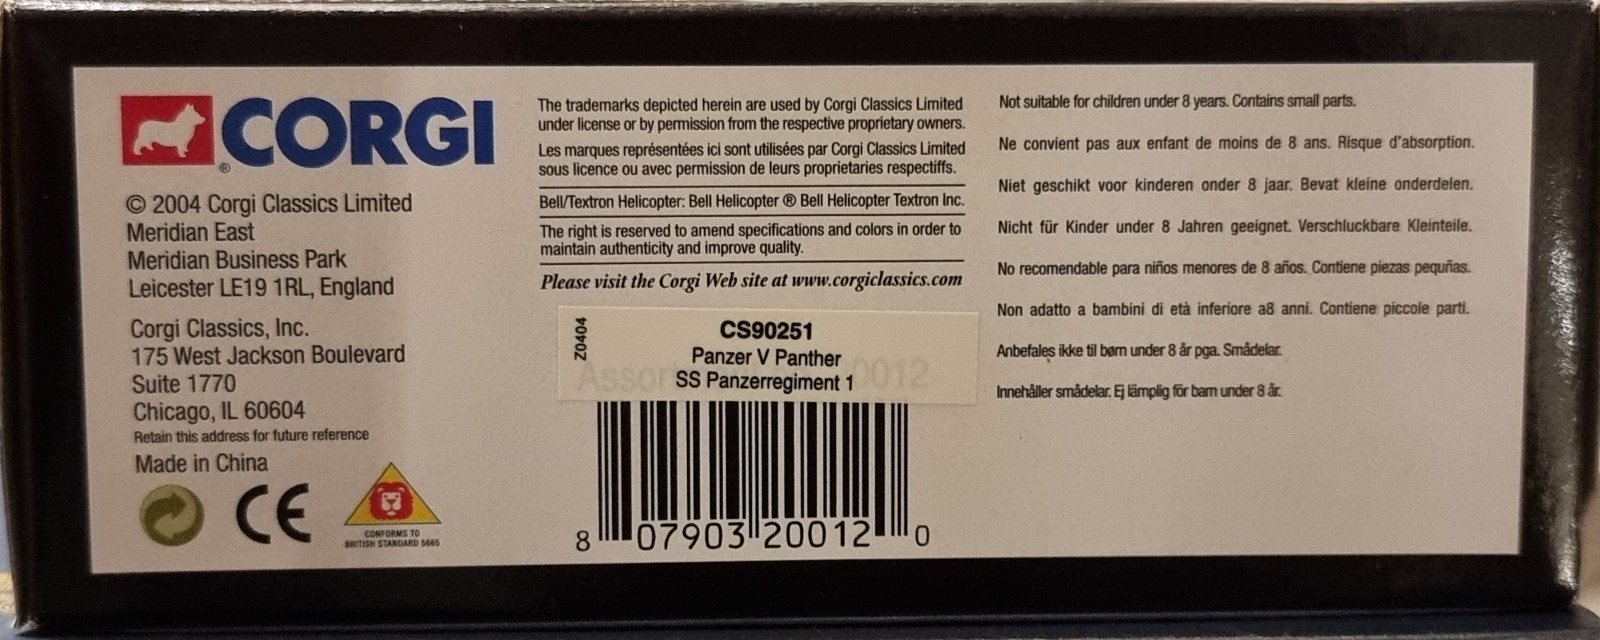 CORGI
®
© 2004 Corgi Classics Limited
Meridian East
Meridian Business Park
Leicester LE19 1RL, England
Corgi Classics, Inc.
175 West Jackson Boulevard
Suite 1770
Chicago, IL 60604
Retain this address for future reference
Made in China
CE
CONFORMS TO
BRITISH STANDARD 5665
The trademarks depicted herein are used by Corgi Classics Limited
under license or by permission from the respective proprietary owners.
Les marques représentées ici sont utilisées par Corgi Classics Limited
sous licence ou avec permission de leurs proprietaries respectiffs.
Bell/Textron Helicopter: Bell Helicopter ® Bell Helicopter Textron Inc.
The right is reserved to amend specifications and colors in order to
maintain authenticity and improve quality.
Please visit the Corgi Web site at www.corgiclassics.com
Z0404
CS90251
Panzer V Panther
SS Panzerregiment 1
8 07903 20012 0
Not suitable for children under 8 years. Contains small parts.
Ne convient pas aux enfant de moins de 8 ans. Risque d'absorption.
Niet geschikt voor kinderen onder 8 jaar. Bevat kleine onderdelen.
Nicht für Kinder under 8 Jahren geeignet. Verschluckbare Kleinteile.
No recomendable para niños menores de 8 años. Contiene piezas pequñas.
Non adatto a bambini di età inferiore a8 anni. Contiene piccole parti.
Anbefales ikke til børn under 8 år pga. Smådelar.
Innehåller smådelar. Ej lämplig för barn under 8 år.